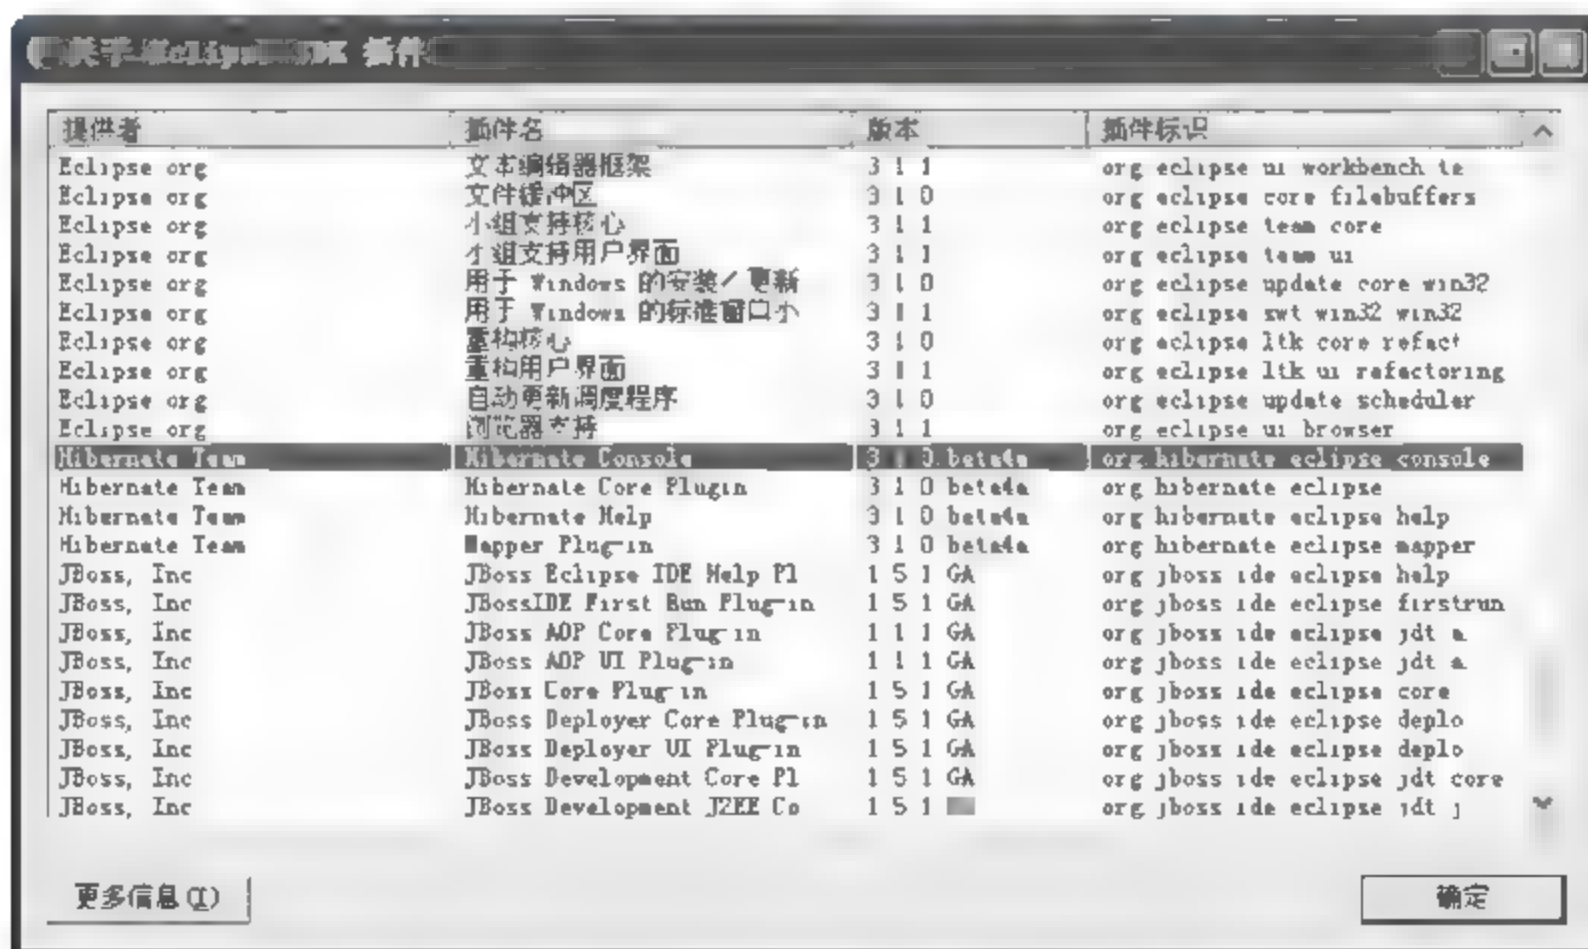 关于 Eclipse SDK 插件
提供者 插件名 版本 插件标识
Eclipse org 文本编辑器框架 3 1 1 org eclipse ui workbench te
Eclipse org 文件缓冲区 3 1 0 org eclipse core filebuffers
Eclipse org 小组支持核心 3 1 1 org eclipse team core
Eclipse org 小组支持用户界面 3 1 1 org eclipse team ui
Eclipse org 用于 Windows 的安装/更新 3 1 0 org eclipse update core win32
Eclipse org 用于 Windows 的标准窗口小 3 1 1 org eclipse swt win32 win32
Eclipse org 重构核心 3 1 0 org eclipse ltk core refact
Eclipse org 重构用户界面 3 1 1 org eclipse ltk ui refactoring
Eclipse org 自动更新调度程序 3 1 0 org eclipse update scheduler
Eclipse org 浏览器支持 3 1 1 org eclipse ui browser
Hibernate Team Hibernate Console 3 1 0.beta4a org.hibernate eclipse console
Hibernate Team Hibernate Core Plugin 3 1 0 beta4a org hibernate eclipse
Hibernate Team Hibernate Help 3 1 0 beta4a org hibernate eclipse help
Hibernate Team Mapper Plug-in 3 1 0 beta4a org hibernate eclipse mapper
JBoss, Inc JBoss Eclipse IDE Help Pl 1 5 1 GA org jboss ide eclipse help
JBoss, Inc JBossIDE First Run Plug-in 1 5 1 GA org jboss ide eclipse firstrun
JBoss, Inc JBoss AOP Core Plug-in 1 1 1 GA org jboss ide eclipse jdt a
JBoss, Inc JBoss AOP UI Plug-in 1 1 1 GA org jboss ide eclipse jdt a
JBoss, Inc JBoss Core Plug-in 1 5 1 GA org jboss ide eclipse core
JBoss, Inc JBoss Deployer Core Plug-in 1 5 1 GA org jboss ide eclipse deplo
JBoss, Inc JBoss Deployer UI Plug-in 1 5 1 GA org jboss ide eclipse deplo
JBoss, Inc JBoss Development Core Pl 1 5 1 GA org jboss ide eclipse jdt core
JBoss, Inc JBoss Development J2EE Co 1 5 1 org jboss ide eclipse jdt j
更多信息(I) 确定